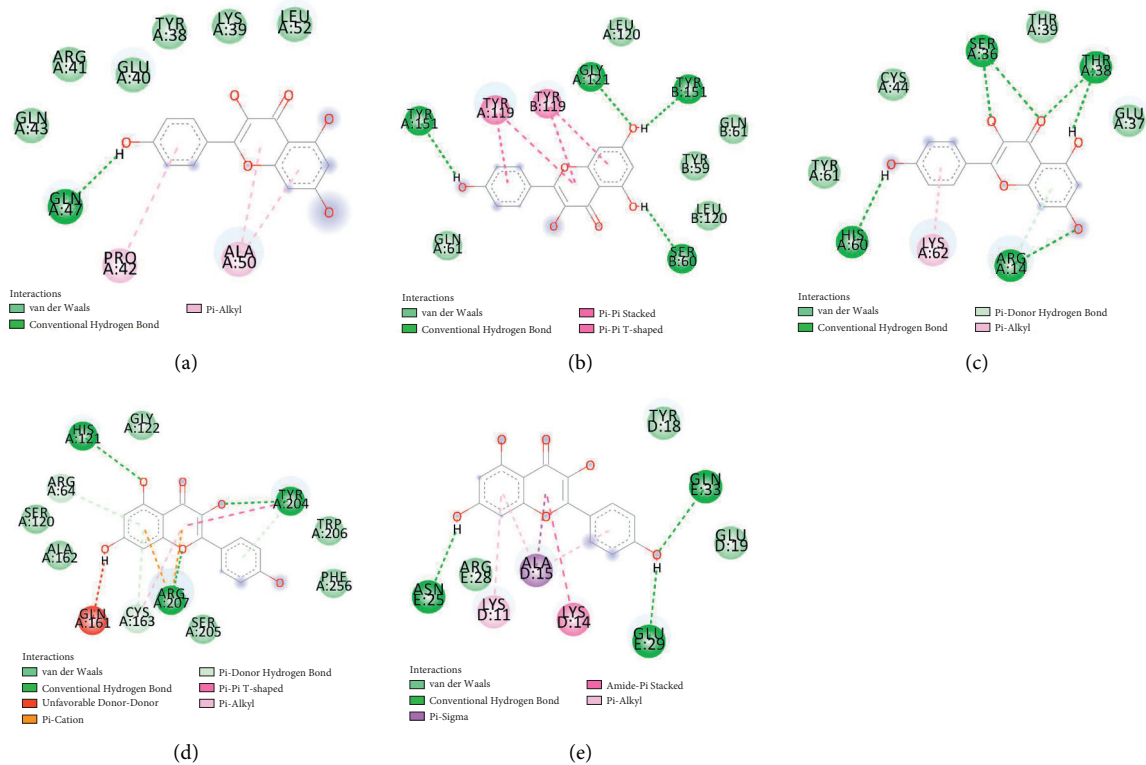 TYR
A:38
LYS
A:39
LEU
A:52
ARG
A:41
GLU
A:40
GLN
A:43
H
O
O
O
O
O
O
GLN
A:47
PRO
A:42
ALA
A:50
Interactions
van der Waals
Conventional Hydrogen Bond
Pi-Alkyl
(a)
LEU
A:120
GLY
A:121
TYR
B:151
TYR
A:119
TYR
B:119
TYR
A:151
GLN
B:61
TYR
B:59
LEU
B:120
GLN
A:61
SER
B:60
O
H
H
O
O
O
H
O
O
Interactions
van der Waals
Conventional Hydrogen Bond
Pi-Pi Stacked
Pi-Pi T-shaped
(b)
SER
A:36
THR
A:39
THR
A:38
CYS
A:44
GLU
A:37
TYR
A:61
HIS
A:60
LYS
A:62
ARG
A:14
O
O
H
O
O
H
O
O
Interactions
van der Waals
Conventional Hydrogen Bond
Pi-Donor Hydrogen Bond
Pi-Alkyl
(c)
HIS
A:121
GLY
A:122
ARG
A:64
TYR
A:204
SER
A:120
TRP
A:206
ALA
A:162
PHE
A:256
GLN
A:161
CYS
A:163
ARG
A:207
SER
A:205
O
O
O
O
H
O
O
Interactions
van der Waals
Conventional Hydrogen Bond
Unfavorable Donor-Donor
Pi-Cation
Pi-Donor Hydrogen Bond
Pi-Pi T-shaped
Pi-Alkyl
(d)
TYR
D:18
GLN
E:33
GLU
D:19
ARG
E:28
ALA
D:15
ASN
E:25
LYS
D:11
LYS
D:14
GLU
E:29
O
O
O
H
O
O
O
H
Interactions
van der Waals
Conventional Hydrogen Bond
Pi-Sigma
Amide-Pi Stacked
Pi-Alkyl
(e)